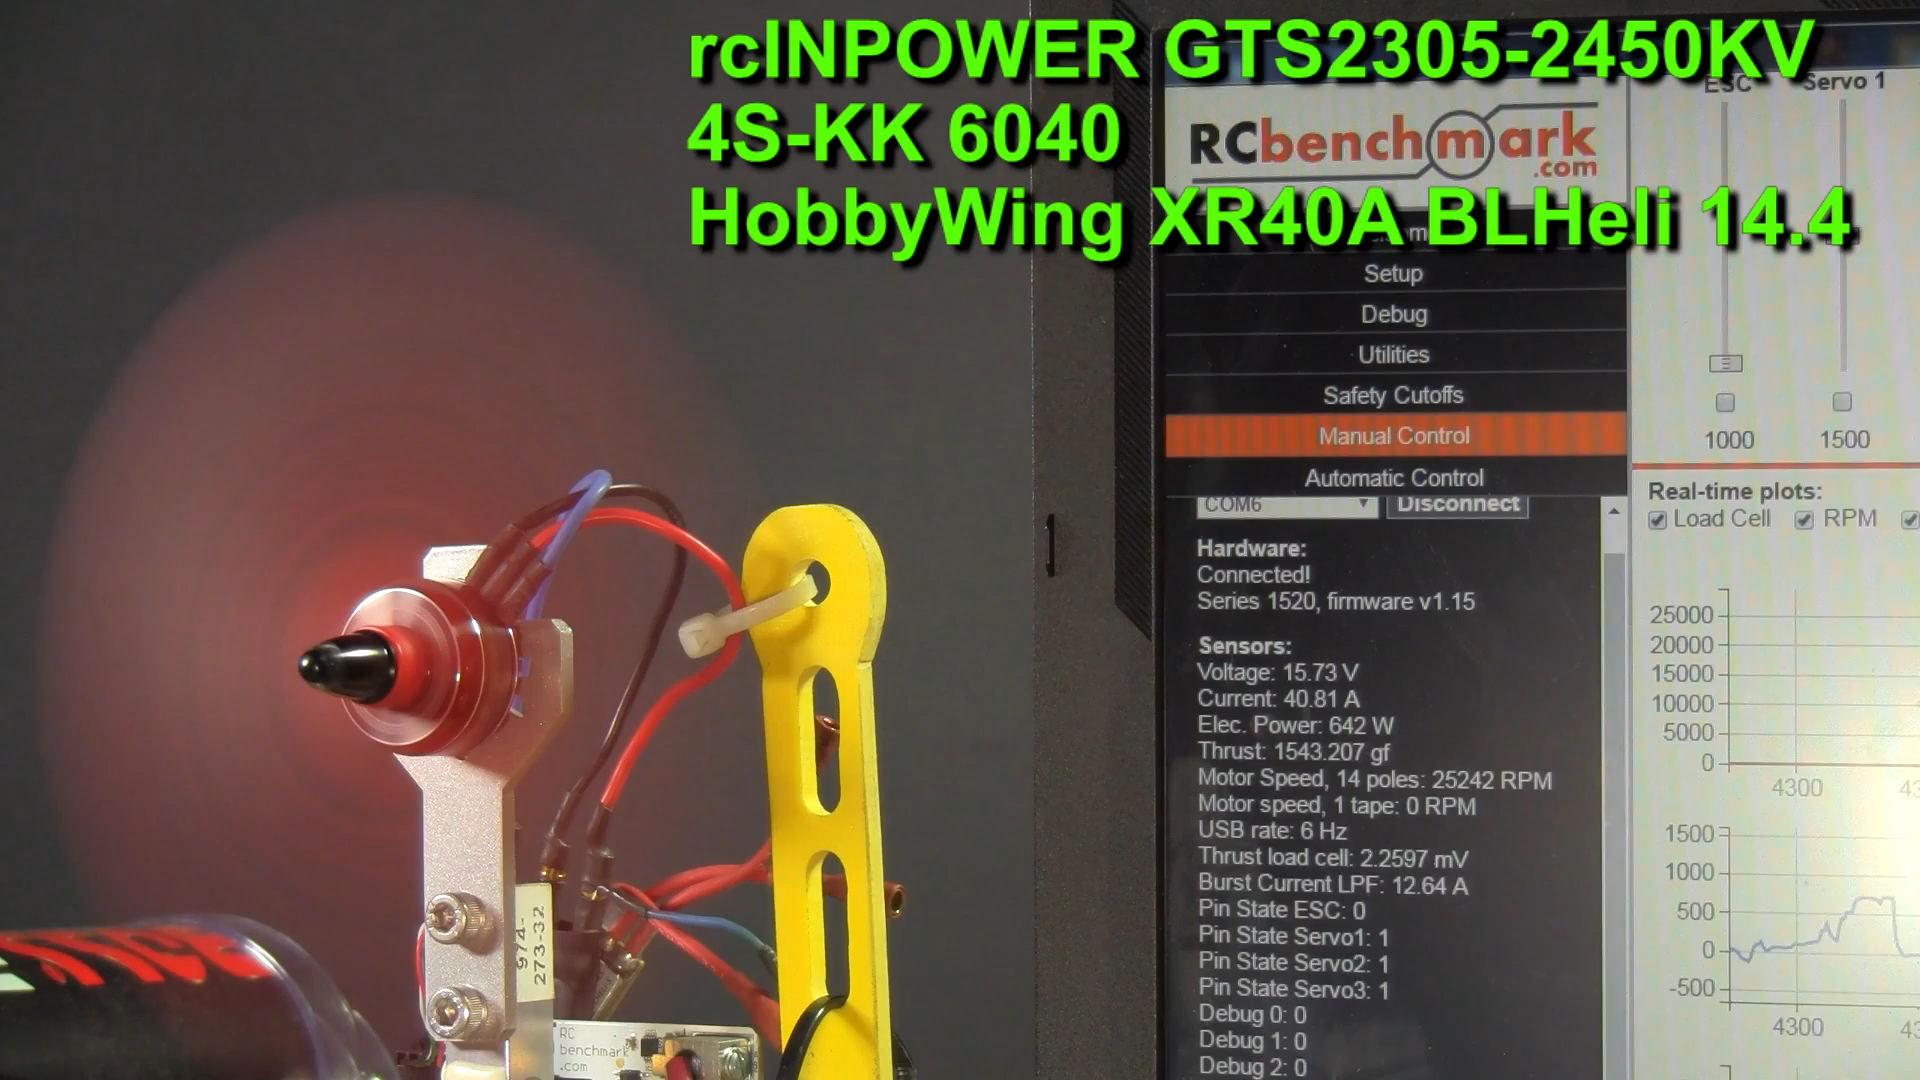 rcINPOWER GTS2305-2450KV
4S-KK 6040
HobbyWing XR40A BLHeli 14.4
ESC Servo 1
RCbenchmark
.com
Setup
Debug
Utilities
Safety Cutoffs
Manual Control
Automatic Control
1000 1500
COM6 Disconnect
Hardware:
Connected!
Series 1520, firmware v1.15
Sensors:
Voltage: 15.73 V
Current: 40.81 A
Elec. Power: 642 W
Thrust: 1543.207 gf
Motor Speed, 14 poles: 25242 RPM
Motor speed, 1 tape: 0 RPM
USB rate: 6 Hz
Thrust load cell: 2.2597 mV
Burst Current LPF: 12.64 A
Pin State ESC: 0
Pin State Servo1: 1
Pin State Servo2: 1
Pin State Servo3: 1
Debug 0: 0
Debug 1: 0
Debug 2: 0
Real-time plots:
Load Cell RPM
25000
20000
15000
10000
5000
0
4300 43
1500
1000
500
0
-500
4300 43
974-
273-32
RC
benchmark
.com